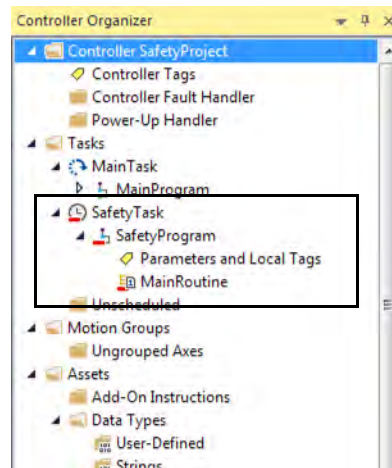 Controller Organizer
Controller SafetyProject
Controller Tags
Controller Fault Handler
Power-Up Handler
Tasks
MainTask
MainProgram
SafetyTask
SafetyProgram
Parameters and Local Tags
MainRoutine
Unscheduled
Motion Groups
Ungrouped Axes
Assets
Add-On Instructions
Data Types
User-Defined
Strings